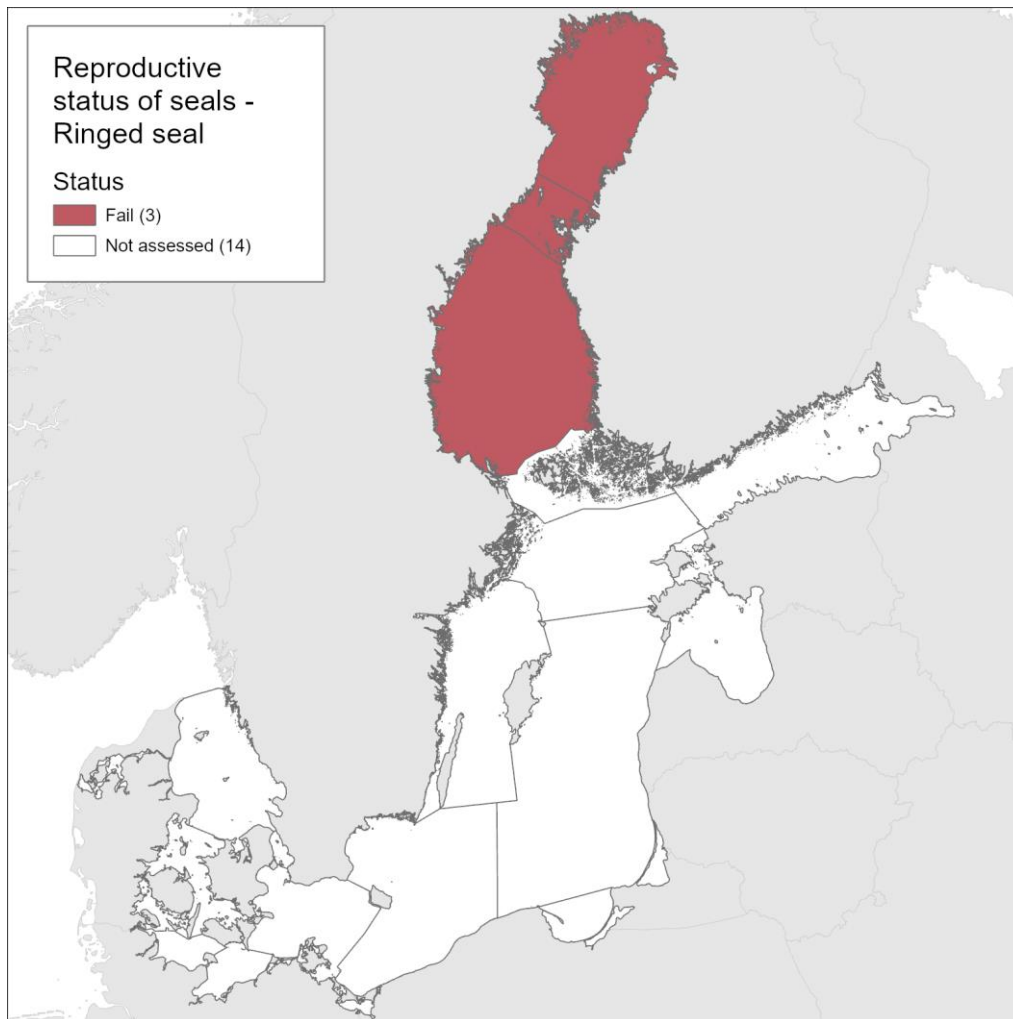 Reproductive
status of seals -
Ringed seal
Status
Fail (3)
Not assessed (14)